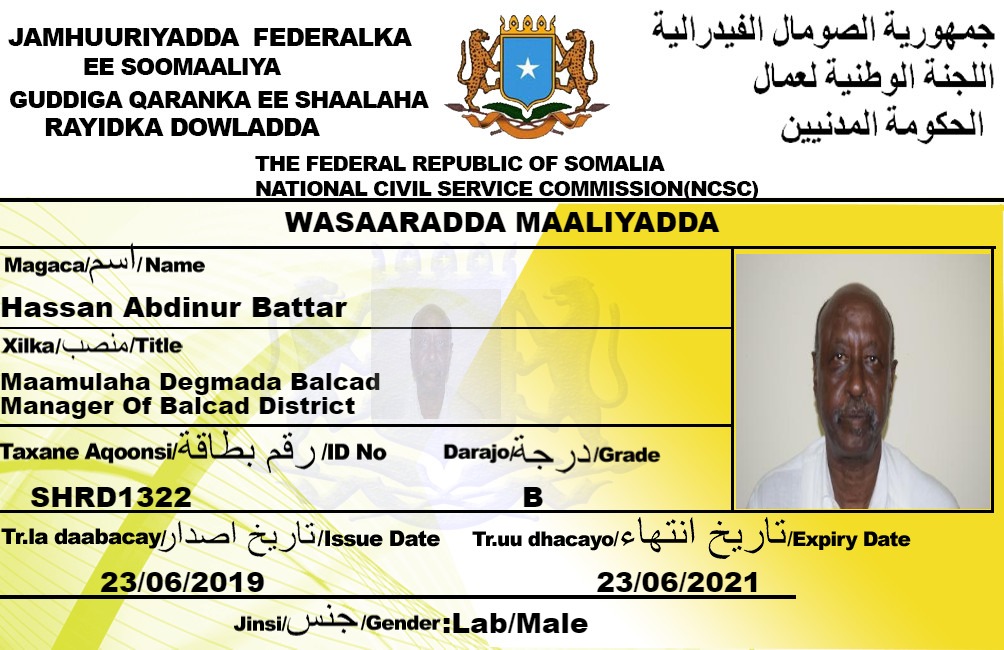 JAMHUURIYADDA FEDERALKA
EE SOOMAALIYA
GUDDIGA QARANKA EE SHAALAHA
RAYIDKA DOWLADDA
جمهورية الصومال الفيدرالية
اللجنة الوطنية لعمال
الحكومة المدنيين
THE FEDERAL REPUBLIC OF SOMALIA
NATIONAL CIVIL SERVICE COMMISSION(NCSC)
WASAARADDA MAALIYADDA
Magaca/اسم/Name
Hassan Abdinur Battar
Xilka/منصب/Title
Maamulaha Degmada Balcad
Manager Of Balcad District
Taxane Aqoonsi/رقم بطاقة/ID No
SHRD1322
Darajo/درجة/Grade
B
Tr.la daabacay/تاريخ اصدار/Issue Date
23/06/2019
Tr.uu dhacayo/تاريخ انتهاء/Expiry Date
23/06/2021
Jinsi/جنس/Gender:Lab/Male